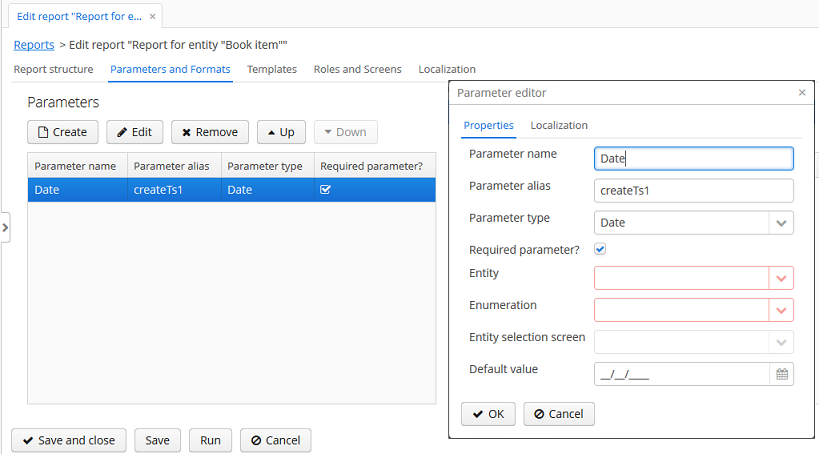 Edit report "Report for e... ×
Reports > Edit report "Report for entity "Book item""
Report structure Parameters and Formats Templates Roles and Screens Localization
Parameters
Create Edit Remove Up Down
Parameter name Parameter alias Parameter type Required parameter?
Date createTs1 Date
Save and close Save Run Cancel
Parameter editor ×
Properties Localization
Parameter name Date
Parameter alias createTs1
Parameter type Date
Required parameter?
Entity
Enumeration
Entity selection screen
Default value __/__/____
OK Cancel